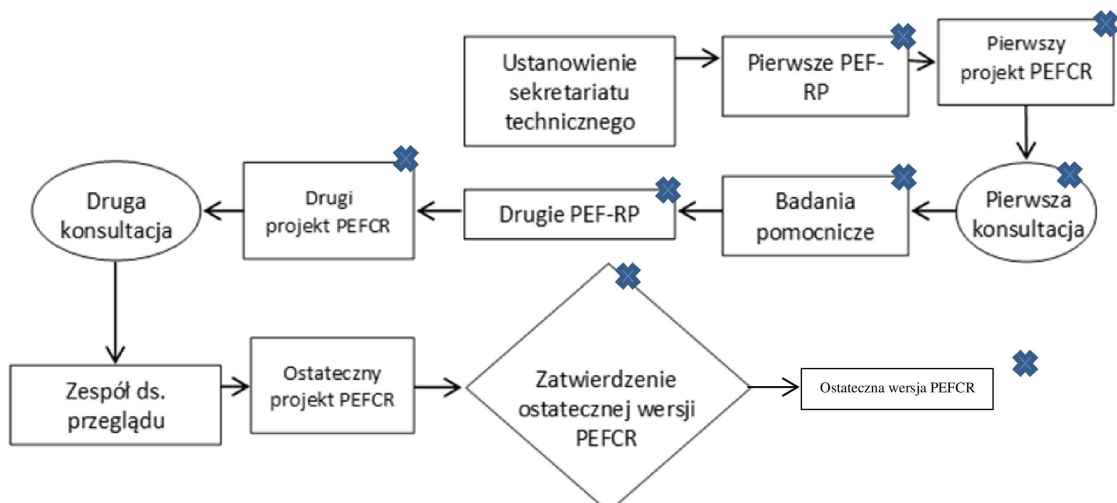 Ustanowienie
sekretariatu
technicznego
Pierwsze PEF-
RP
Pierwszy
projekt PEFCR
Pierwsza
konsultacja
Badania
pomocnicze
Drugie PEF-RP
Drugi
projekt PEFCR
Druga
konsultacja
Zespół ds.
przeglądu
Ostateczny
projekt PEFCR
Zatwierdzenie
ostatecznej wersji
PEFCR
Ostateczna wersja PEFCR